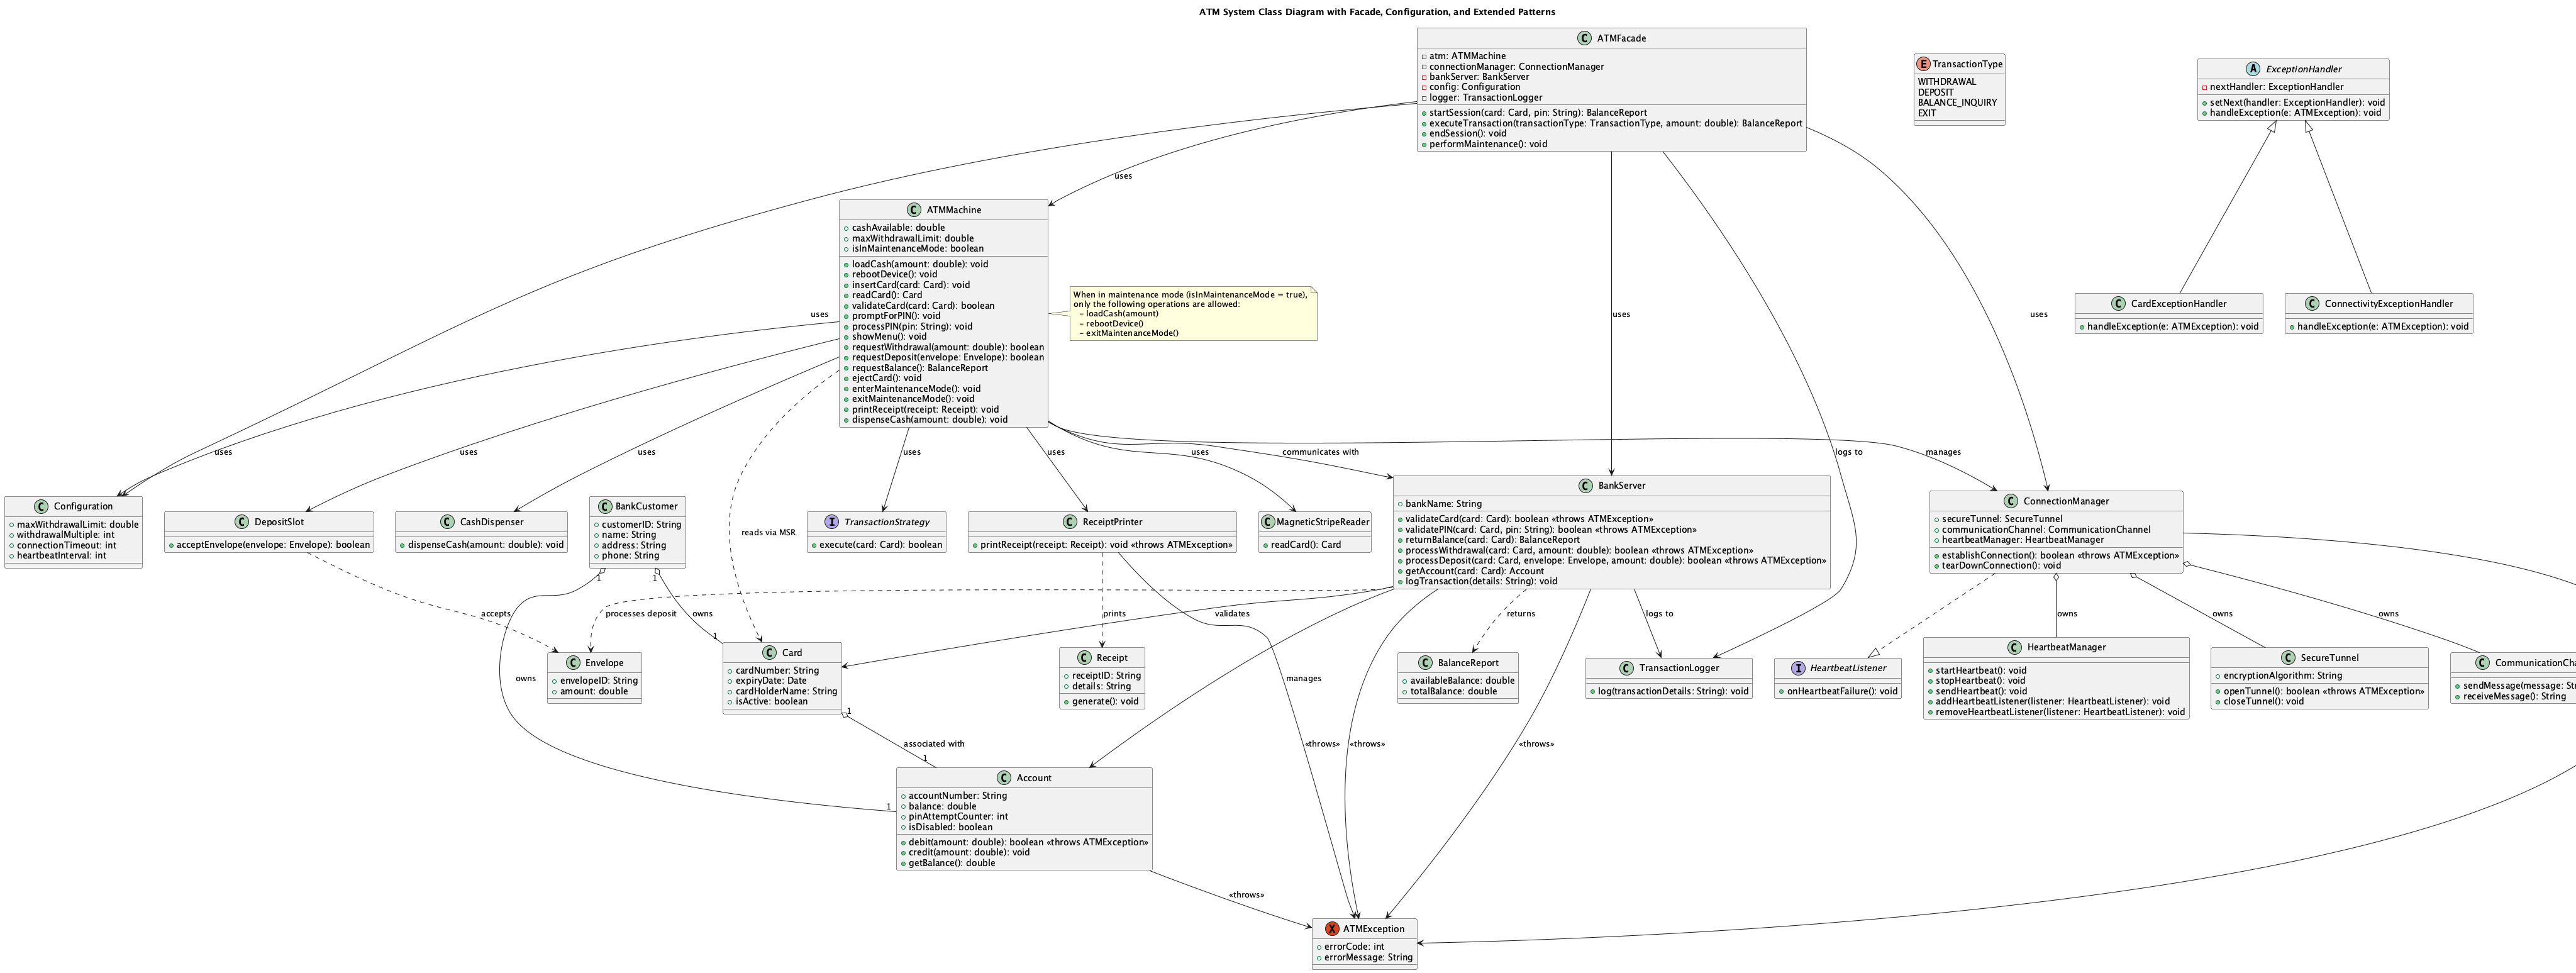 ATM System Class Diagram with Facade, Configuration, and Extended Patterns
C ATMFacade
atm: ATMMachine
connectionManager: ConnectionManager
bankServer: BankServer
config: Configuration
logger: TransactionLogger
startSession(card: Card, pin: String): BalanceReport
executeTransaction(transactionType: TransactionType, amount: double): BalanceReport
endSession(): void
performMaintenance(): void
E TransactionType
WITHDRAWAL
DEPOSIT
BALANCE_INQUIRY
EXIT
A ExceptionHandler
nextHandler: ExceptionHandler
setNext(handler: ExceptionHandler): void
handleException(e: ATMException): void
uses
C ATMMachine
cashAvailable: double
maxWithdrawalLimit: double
isInMaintenanceMode: boolean
loadCash(amount: double): void
rebootDevice(): void
insertCard(card: Card): void
readCard(): Card
validateCard(card: Card): boolean
promptForPIN(): void
processPIN(pin: String): void
showMenu(): void
requestWithdrawal(amount: double): boolean
requestDeposit(envelope: Envelope): boolean
requestBalance(): BalanceReport
ejectCard(): void
enterMaintenanceMode(): void
exitMaintenanceMode(): void
printReceipt(receipt: Receipt): void
dispenseCash(amount: double): void
When in maintenance mode (isInMaintenanceMode = true),
only the following operations are allowed:
– loadCash(amount)
– rebootDevice()
– exitMaintenanceMode()
uses
uses
uses
C CardExceptionHandler
handleException(e: ATMException): void
C ConnectivityExceptionHandler
handleException(e: ATMException): void
uses
uses
uses
uses
uses
uses
communicates with
logs to
manages
C Configuration
maxWithdrawalLimit: double
withdrawalMultiple: int
connectionTimeout: int
heartbeatInterval: int
C DepositSlot
acceptEnvelope(envelope: Envelope): boolean
C CashDispenser
dispenseCash(amount: double): void
C BankCustomer
customerID: String
name: String
address: String
phone: String
reads via MSR
I TransactionStrategy
execute(card: Card): boolean
C ReceiptPrinter
printReceipt(receipt: Receipt): void «throws ATMException»
C MagneticStripeReader
readCard(): Card
C BankServer
bankName: String
validateCard(card: Card): boolean «throws ATMException»
validatePIN(card: Card, pin: String): boolean «throws ATMException»
returnBalance(card: Card): BalanceReport
processWithdrawal(card: Card, amount: double): boolean «throws ATMException»
processDeposit(card: Card, envelope: Envelope, amount: double): boolean «throws ATMException»
getAccount(card: Card): Account
logTransaction(details: String): void
C ConnectionManager
secureTunnel: SecureTunnel
communicationChannel: CommunicationChannel
heartbeatManager: HeartbeatManager
establishConnection(): boolean «throws ATMException»
tearDownConnection(): void
1
1
accepts
processes deposit
owns
1
prints
validates
returns
logs to
owns
owns
owns
C Envelope
envelopeID: String
amount: double
C Card
cardNumber: String
expiryDate: Date
cardHolderName: String
isActive: boolean
C Receipt
receiptID: String
details: String
generate(): void
owns
manages
C BalanceReport
availableBalance: double
totalBalance: double
C TransactionLogger
log(transactionDetails: String): void
I HeartbeatListener
onHeartbeatFailure(): void
C HeartbeatManager
startHeartbeat(): void
stopHeartbeat(): void
sendHeartbeat(): void
addHeartbeatListener(listener: HeartbeatListener): void
removeHeartbeatListener(listener: HeartbeatListener): void
C SecureTunnel
encryptionAlgorithm: String
openTunnel(): boolean «throws ATMException»
closeTunnel(): void
C CommunicationCha
sendMessage(message: Str
receiveMessage(): String
1
associated with
1
«throws»
«throws»
«throws»
1
C Account
accountNumber: String
balance: double
pinAttemptCounter: int
isDisabled: boolean
debit(amount: double): boolean «throws ATMException»
credit(amount: double): void
getBalance(): double
«throws»
X ATMException
errorCode: int
errorMessage: String